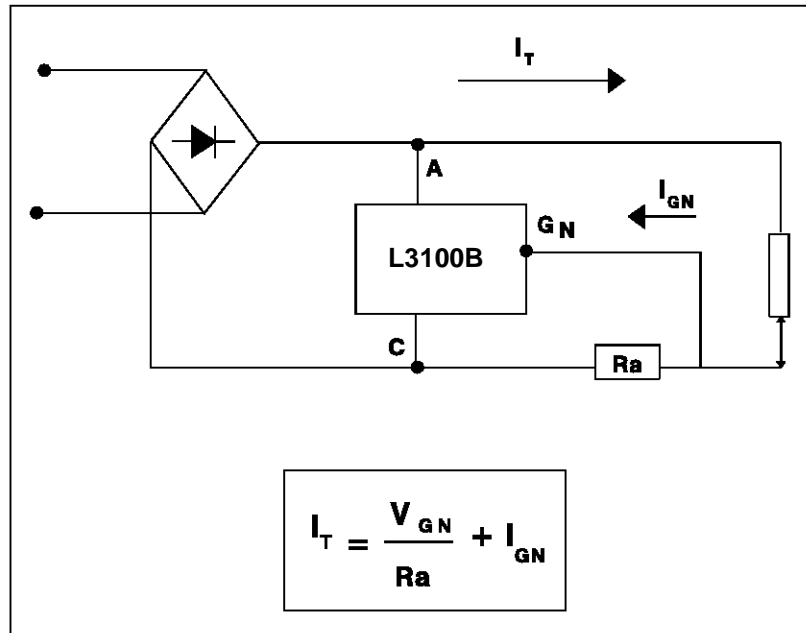 I_T
A
I_GN
G_N
L3100B
C
Ra
I_T = V_GN / Ra + I_GN